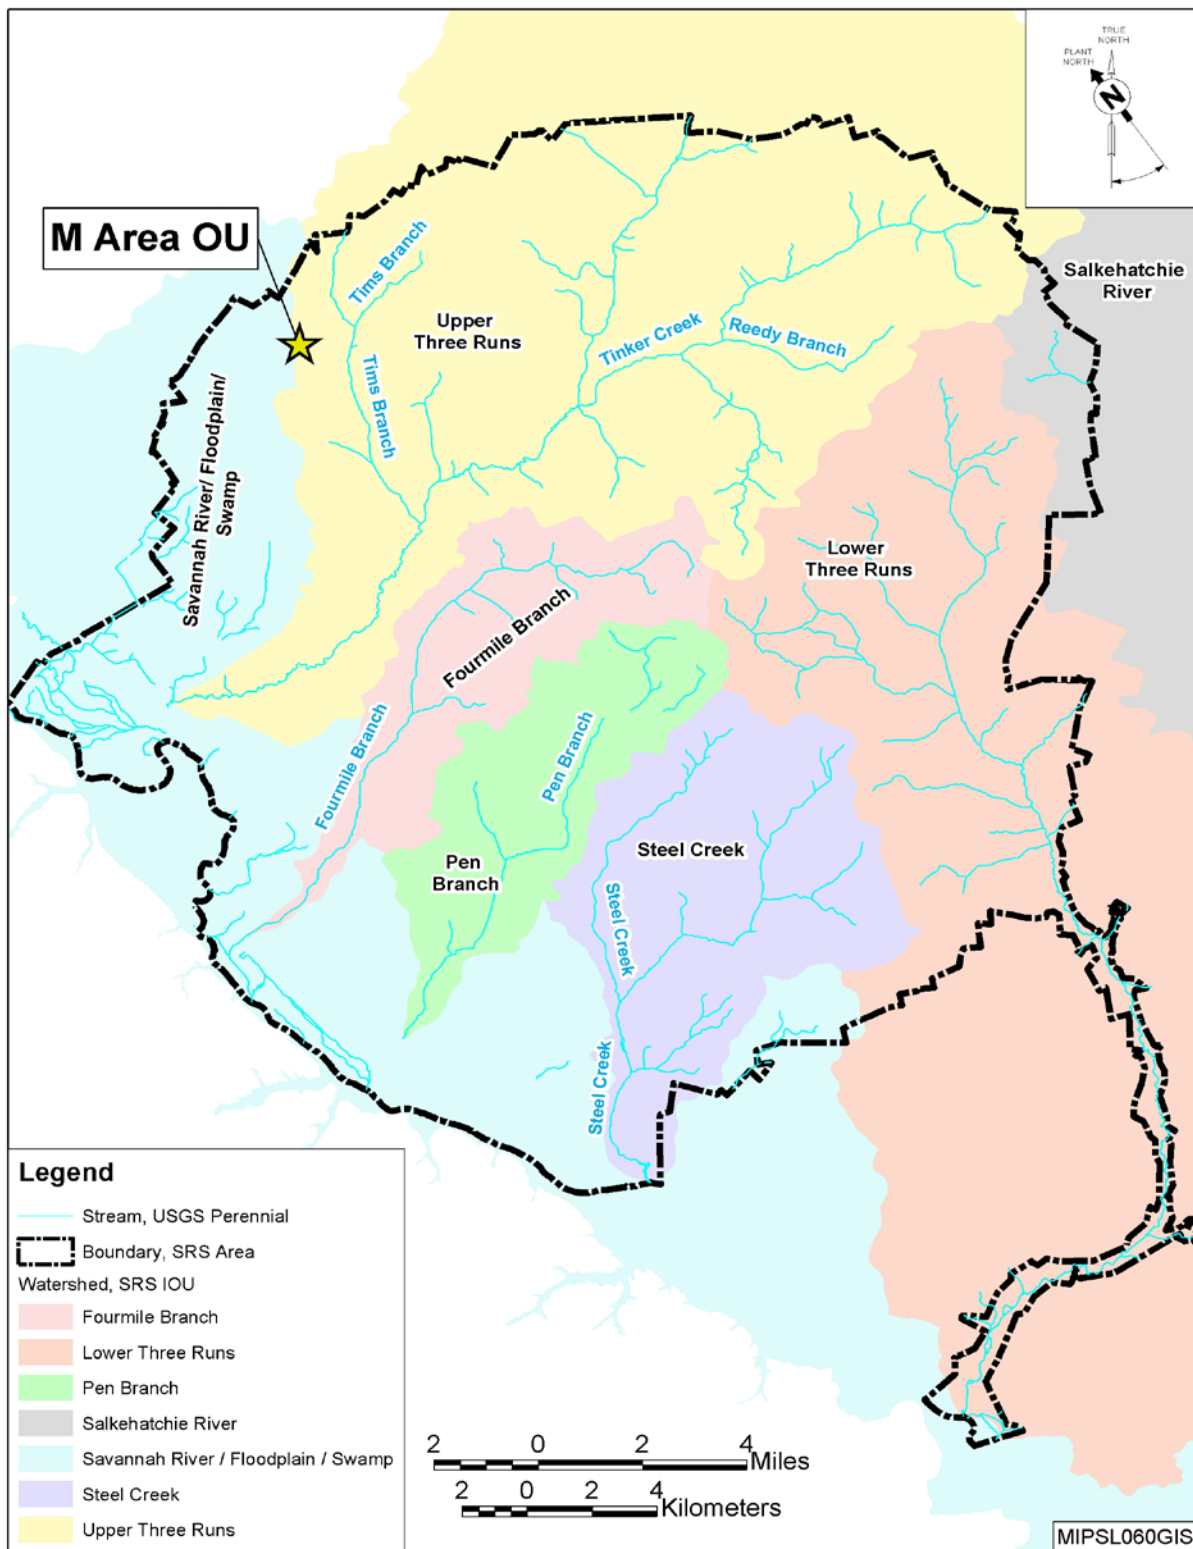 TRUE
NORTH
PLANT
NORTH
N
M Area OU
Salkehatchie
River
Tims Branch
Upper
Three Runs
Tinker Creek
Reedy Branch
Tims Branch
Savannah River/ Floodplain/
Swamp
Lower
Three Runs
Fourmile Branch
Fourmile Branch
Pen Branch
Pen
Branch
Steel Creek
Steel Creek
Steel Creek
Legend
Stream, USGS Perennial
Boundary, SRS Area
Watershed, SRS IOU
Fourmile Branch
Lower Three Runs
Pen Branch
Salkehatchie River
Savannah River / Floodplain / Swamp
Steel Creek
Upper Three Runs
2 0 2 4
Miles
2 0 2 4
Kilometers
MIPSL060GIS